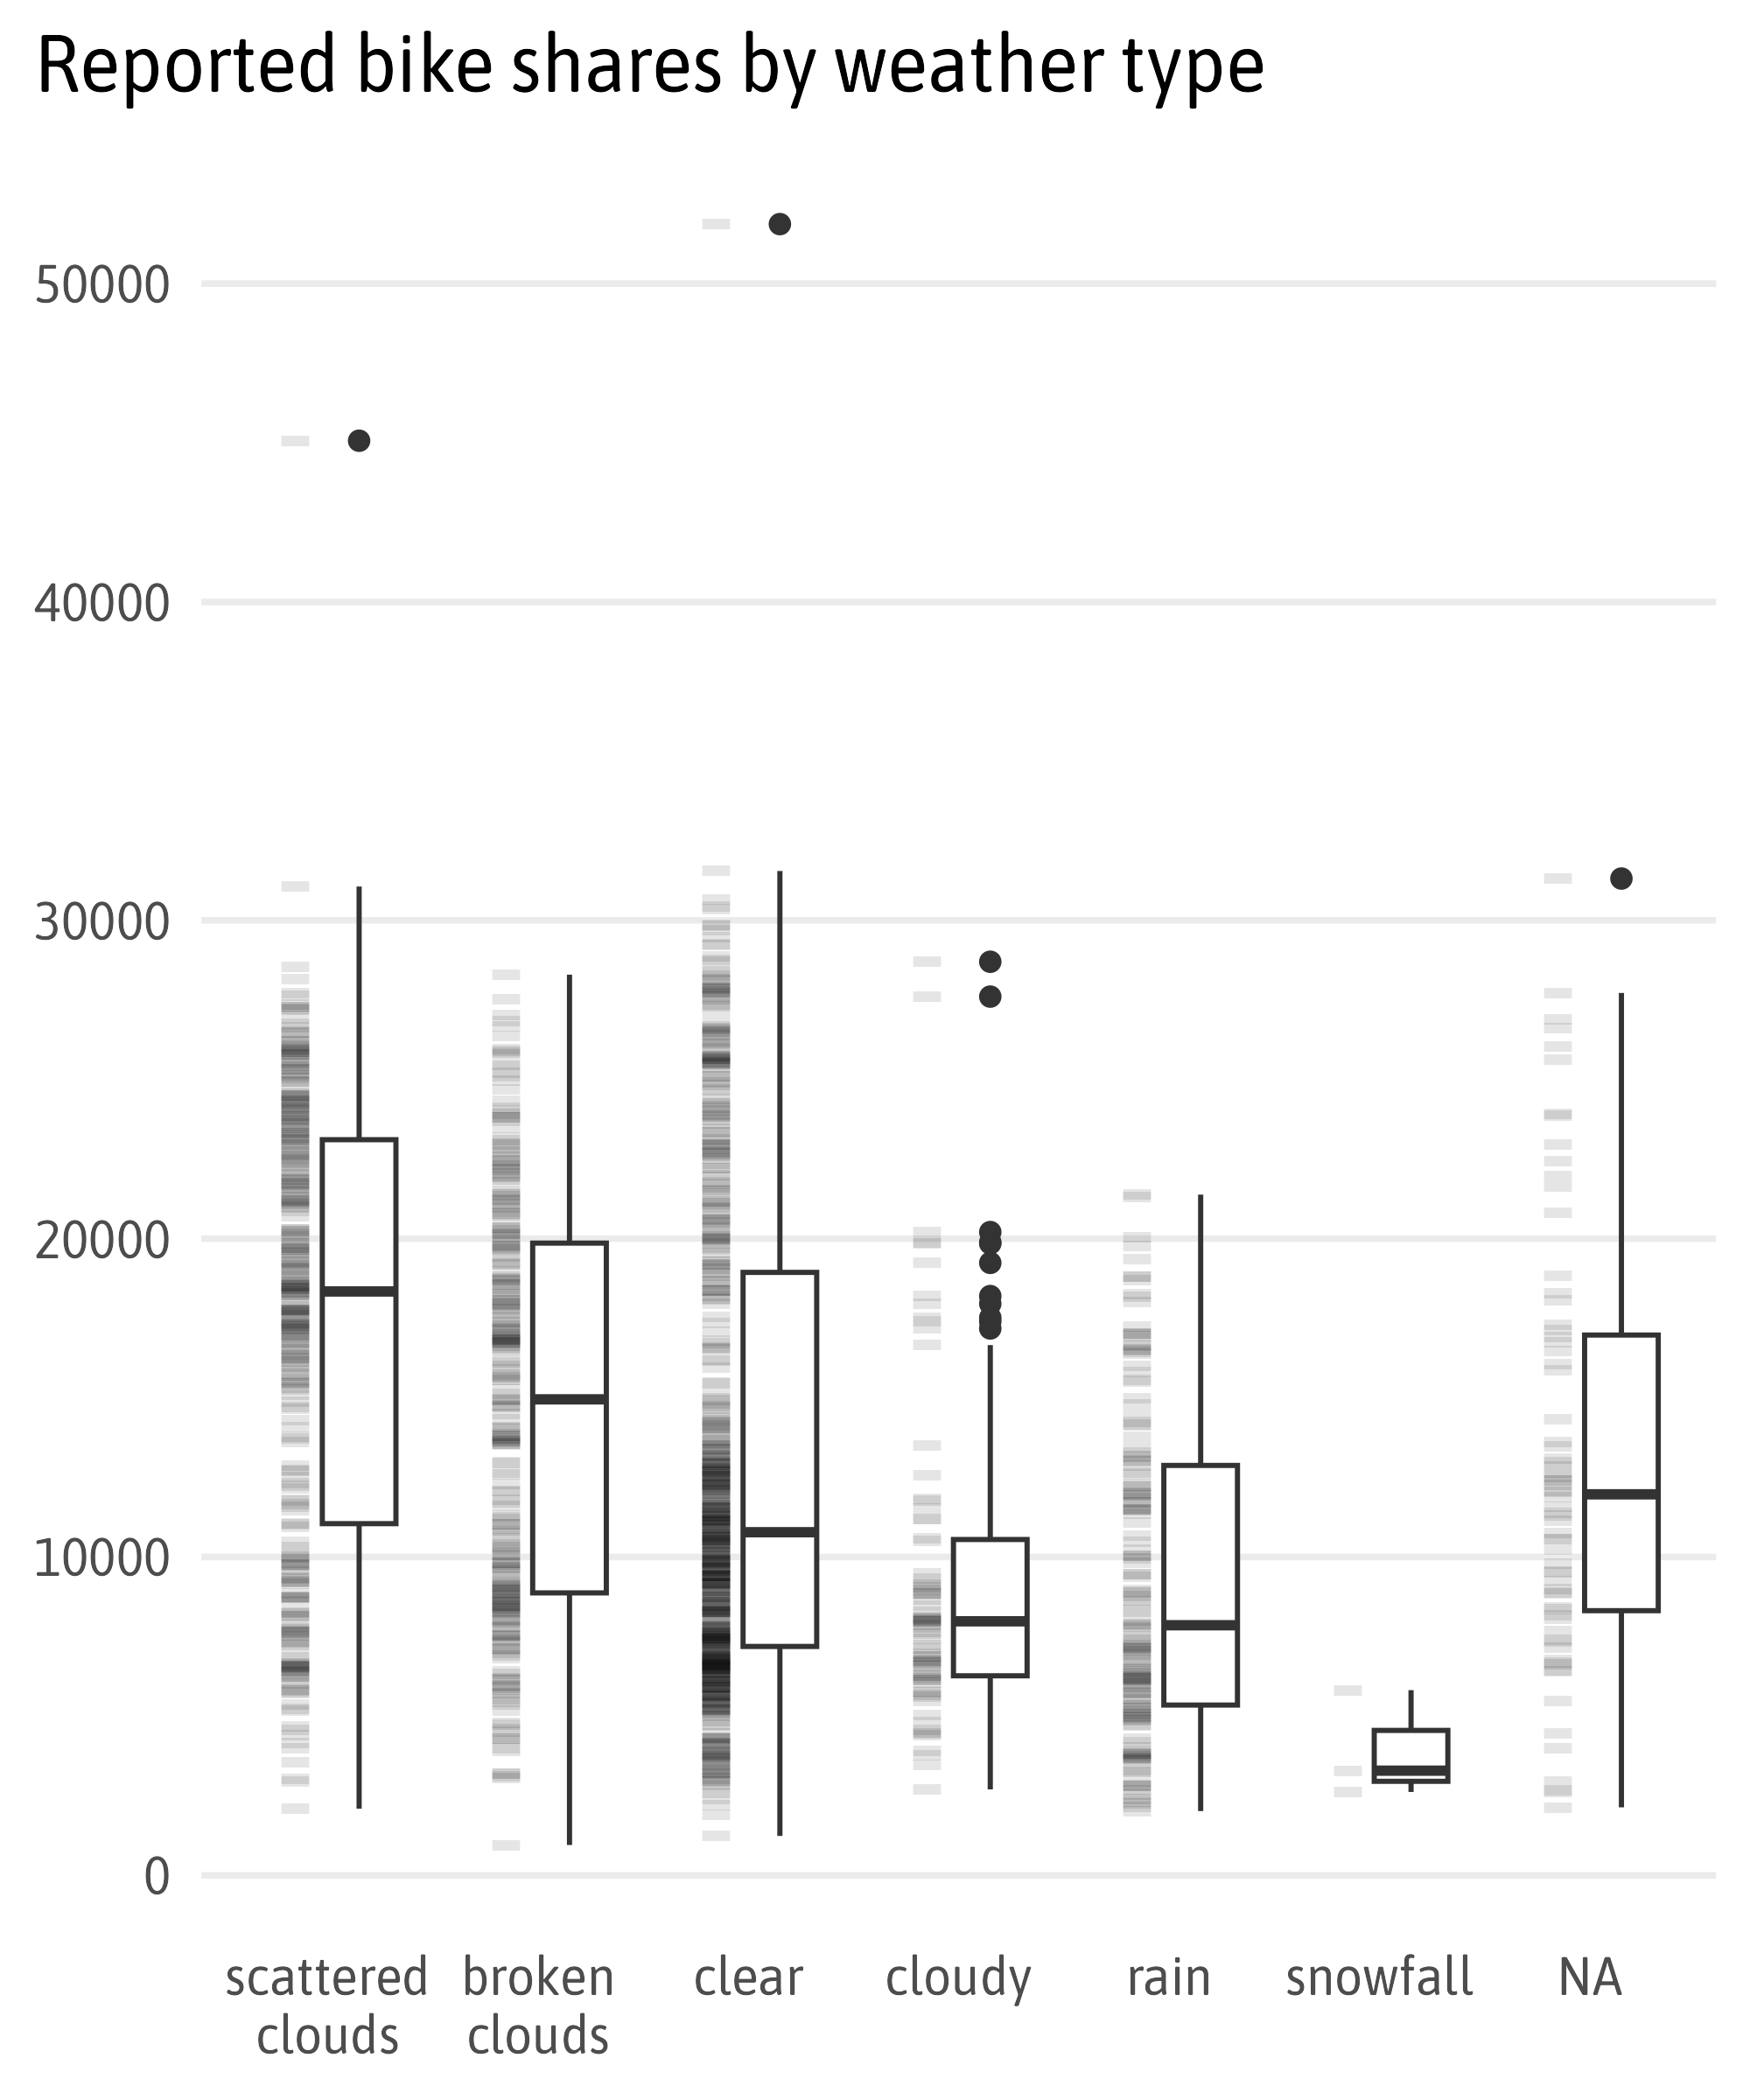 Reported bike shares by weather type
50000
40000
30000
20000
10000
0
scattered clouds
broken clouds
clear
cloudy
rain
snowfall
NA